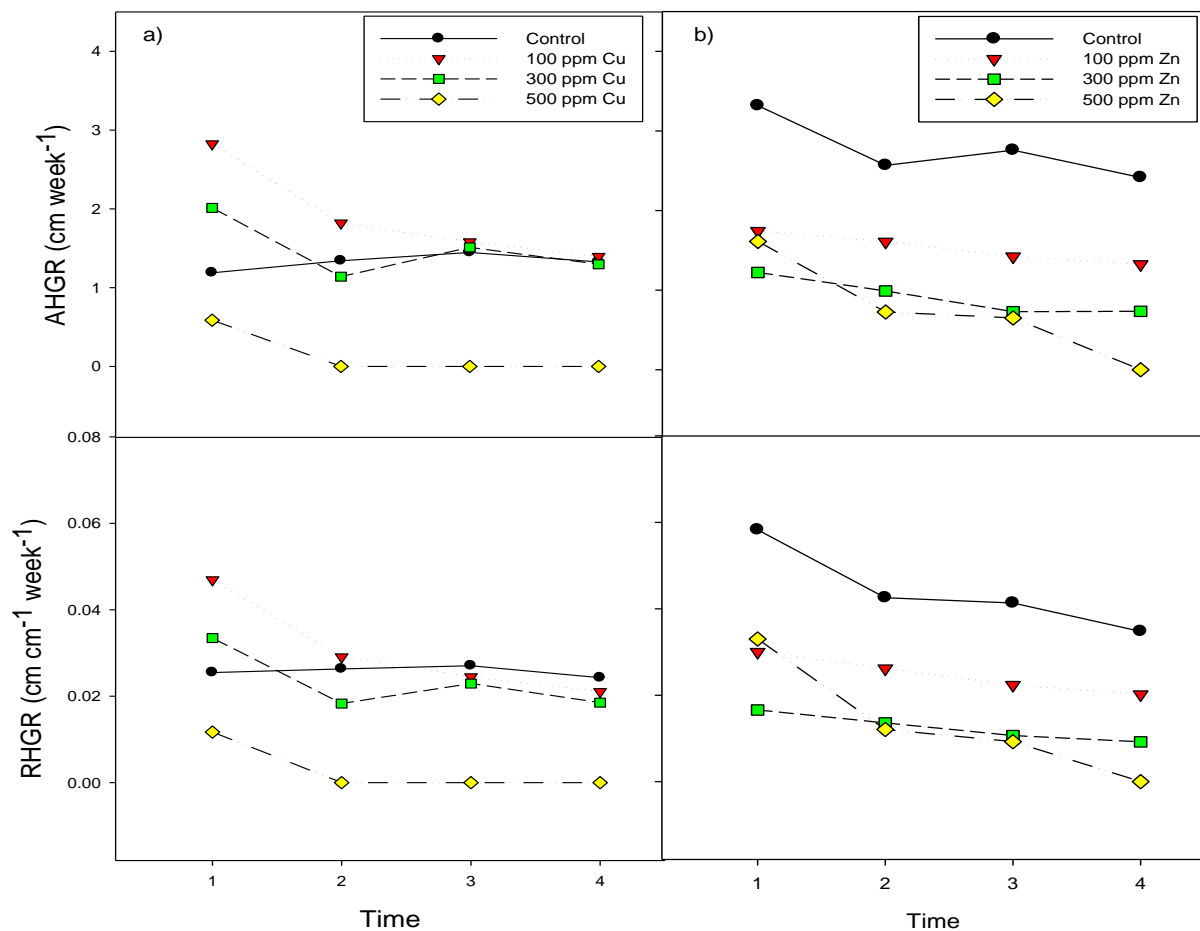 a)
Control
100 ppm Cu
300 ppm Cu
500 ppm Cu
b)
Control
100 ppm Zn
300 ppm Zn
500 ppm Zn
AHGR (cm week-1)
4
3
2
1
0
RHGR (cm cm-1 week-1)
0.08
0.06
0.04
0.02
0.00
1 2 3 4
Time
1 2 3 4
Time